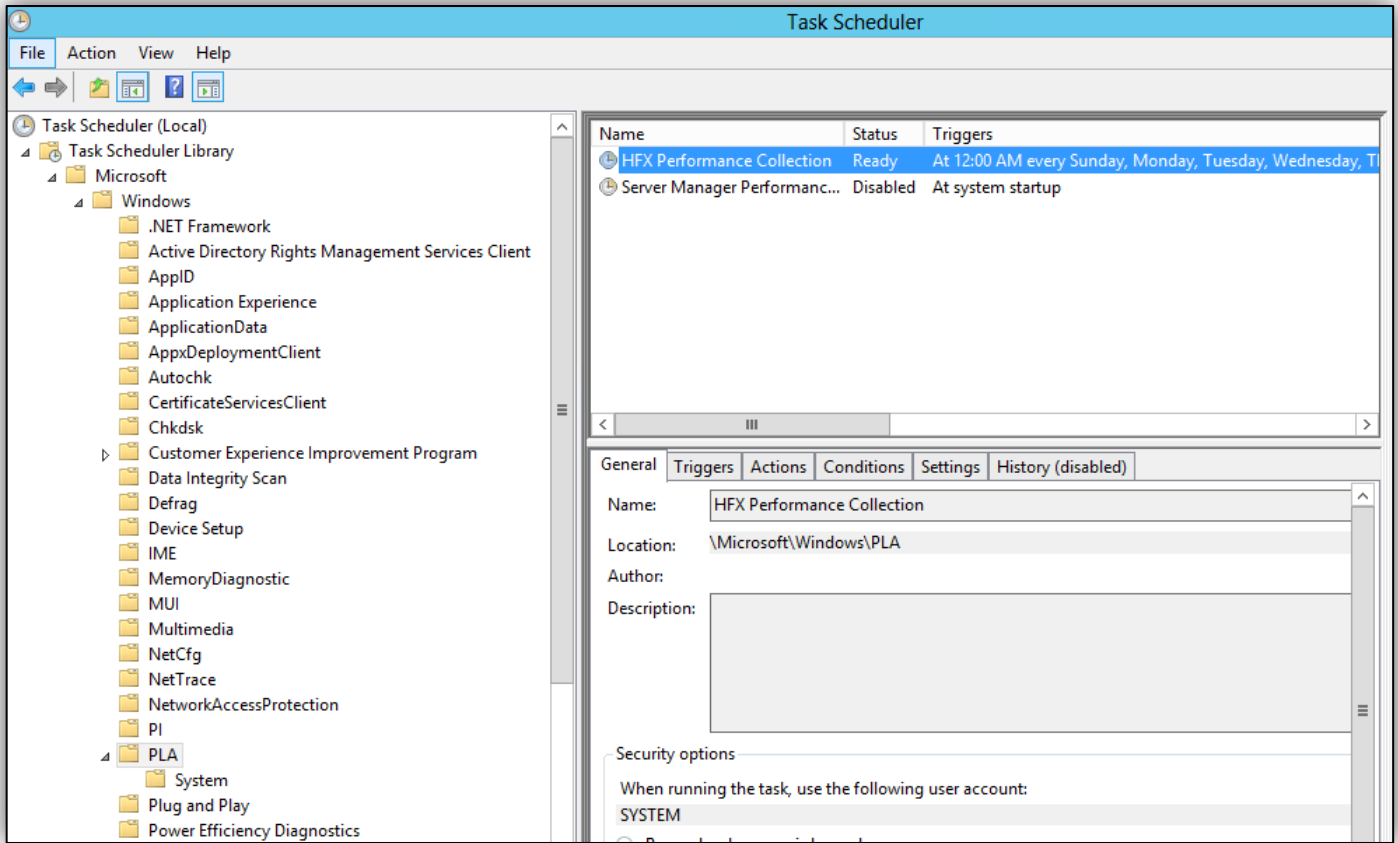 Task Scheduler
File Action View Help
Task Scheduler (Local)
Task Scheduler Library
Microsoft
Windows
.NET Framework
Active Directory Rights Management Services Client
AppID
Application Experience
ApplicationData
AppxDeploymentClient
Autochk
CertificateServicesClient
Chkdsk
Customer Experience Improvement Program
Data Integrity Scan
Defrag
Device Setup
IME
MemoryDiagnostic
MUI
Multimedia
NetCfg
NetTrace
NetworkAccessProtection
PI
PLA
System
Plug and Play
Power Efficiency Diagnostics
Name Status Triggers
HFX Performance Collection Ready At 12:00 AM every Sunday, Monday, Tuesday, Wednesday,
Server Manager Performanc... Disabled At system startup
General Triggers Actions Conditions Settings History (disabled)
Name: HFX Performance Collection
Location: \Microsoft\Windows\PLA
Author:
Description:
Security options
When running the task, use the following user account:
SYSTEM